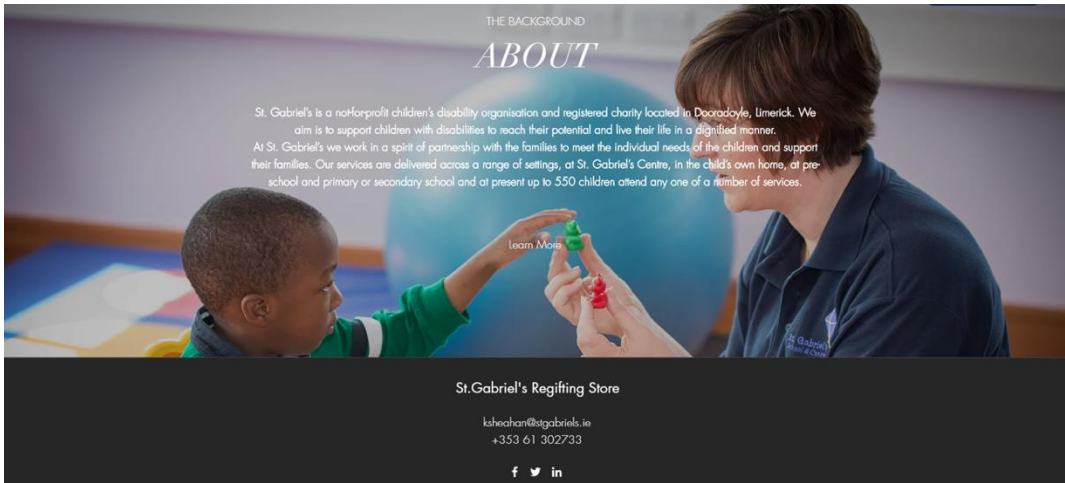 THE BACKGROUND
ABOUT
St. Gabriel's is a not-for-profit children's disability organisation and registered charity located in Dooradoyle, Limerick. We
aim is to support children with disabilities to reach their potential and live their life in a dignified manner.
At St. Gabriel's we work in a spirit of partnership with the families to meet the individual needs of the children and support
their families. Our services are delivered across a range of settings, at St. Gabriel's Centre, in the child's own home, at pre-
school and primary or secondary school and at present up to 550 children attend any one of a number of services.
Learn More
St. Gabriel's
School & Centre
St.Gabriel's Regifting Store
ksheahan@stgabriels.ie
+353 61 302733
f in